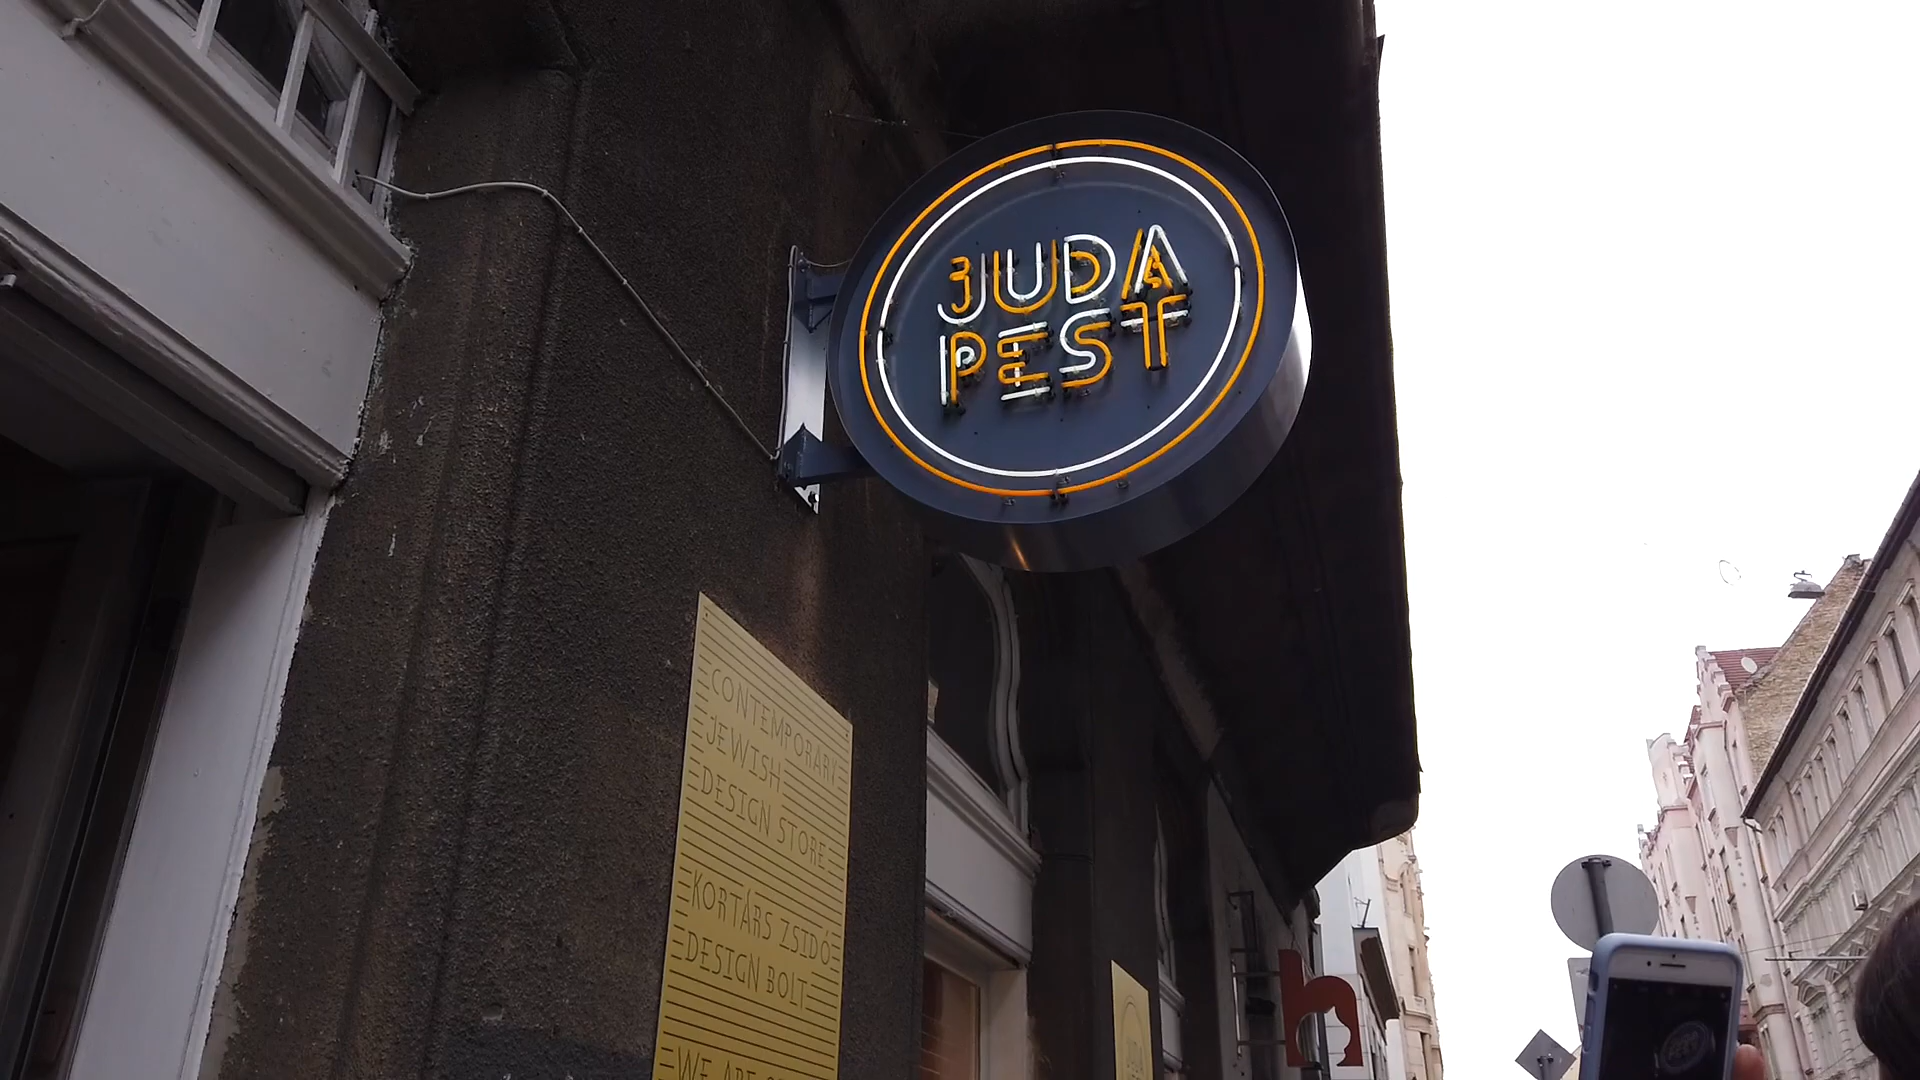 JUDA
PEST
CONTEMPORARY
JEWISH
DESIGN STORE
KORTÁRS ZSIDÓ
DESIGN BOLT
WE ARE
h